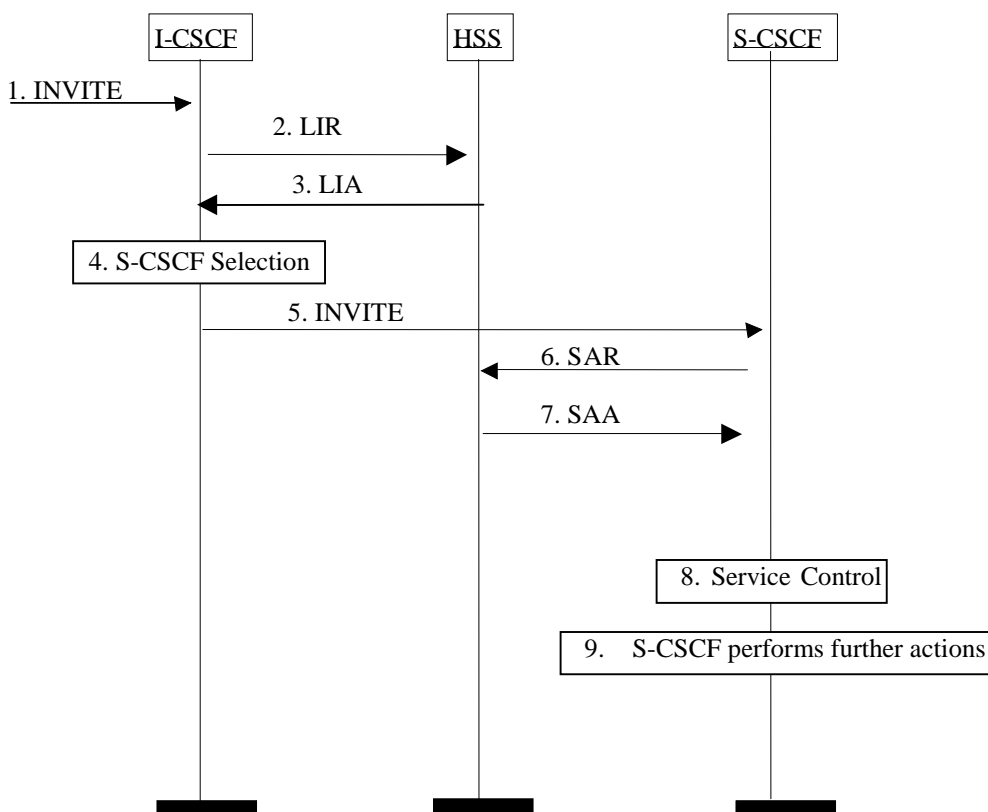 I-CSCF HSS S-CSCF
1. INVITE
2. LIR
3. LIA
4. S-CSCF Selection
5. INVITE
6. SAR
7. SAA
8. Service Control
9. S-CSCF performs further actions